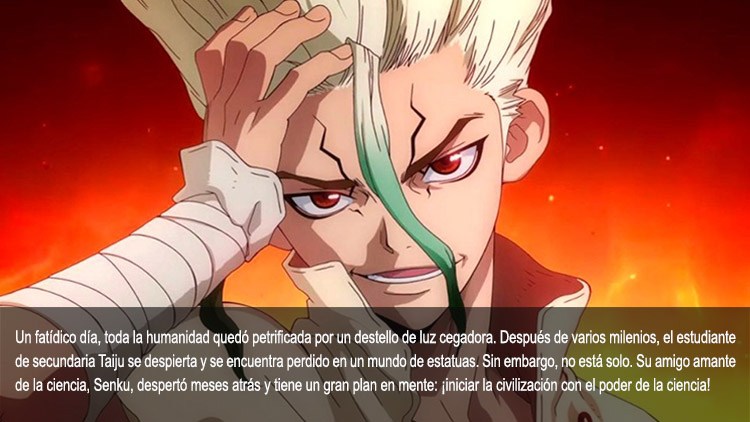 Un fatídico día, toda la humanidad quedó petrificada por un destello de luz cegadora. Después de varios milenios, el estudiante
de secundaria Taiju se despierta y se encuentra perdido en un mundo de estatuas. Sin embargo, no está solo. Su amigo amante
de la ciencia, Senku, despertó meses atrás y tiene un gran plan en mente: ¡íniciar la civilización con el poder de la ciencia!